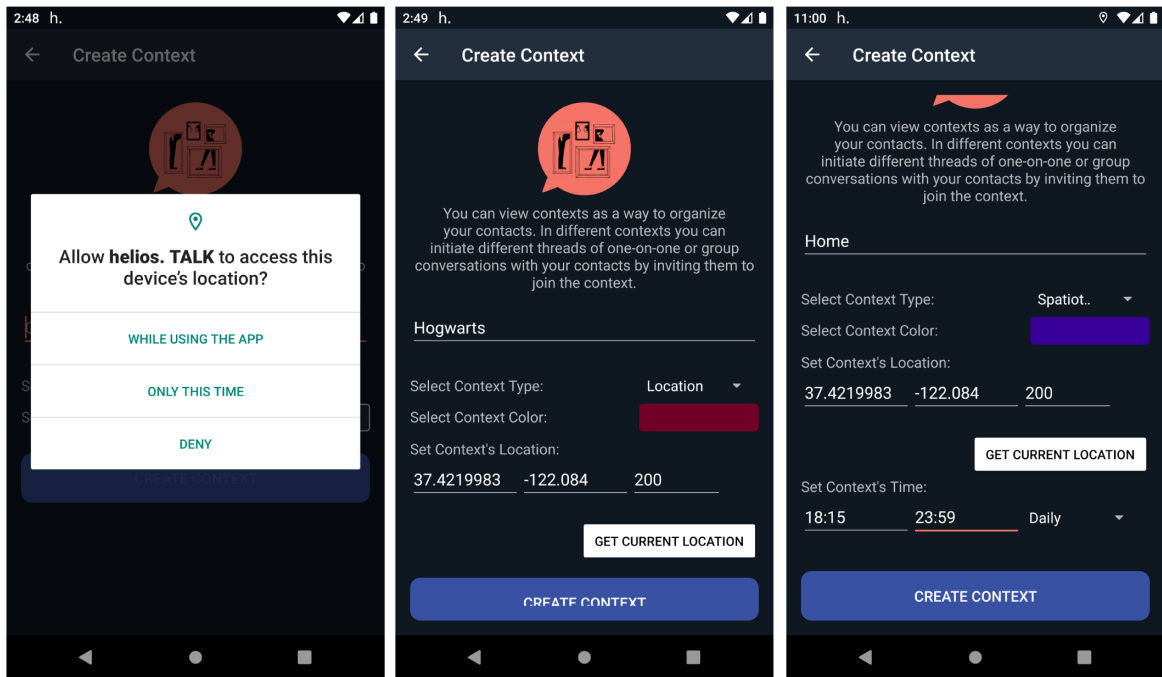 2:48 h.
Create Context
Allow helios. TALK to access this
device's location?
WHILE USING THE APP
ONLY THIS TIME
DENY
CREATE CONTEXT
2:49 h.
Create Context
You can view contexts as a way to organize
your contacts. In different contexts you can
initiate different threads of one-on-one or group
conversations with your contacts by inviting them to
join the context.
Hogwarts
Select Context Type: Location
Select Context Color:
Set Context's Location:
37.4219983 -122.084 200
GET CURRENT LOCATION
CREATE CONTEXT
11:00 h.
Create Context
You can view contexts as a way to organize
your contacts. In different contexts you can
initiate different threads of one-on-one or group
conversations with your contacts by inviting them to
join the context.
Home
Select Context Type: Spatiot..
Select Context Color:
Set Context's Location:
37.4219983 -122.084 200
GET CURRENT LOCATION
Set Context's Time:
18:15 23:59 Daily
CREATE CONTEXT